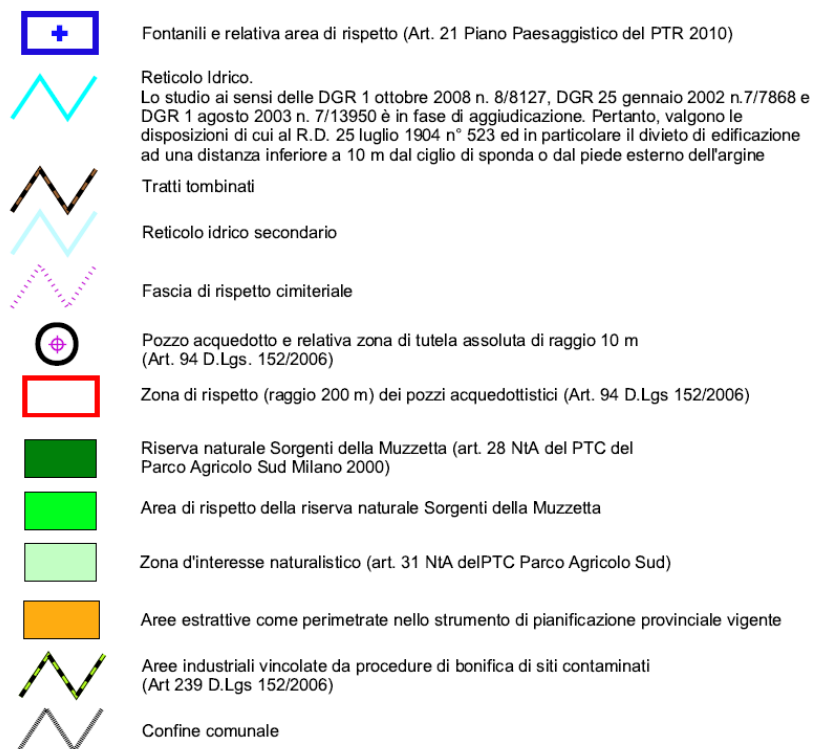 Fontanili e relativa area di rispetto (Art. 21 Piano Paesaggistico del PTR 2010)
Reticolo Idrico.
Lo studio ai sensi delle DGR 1 ottobre 2008 n. 8/8127, DGR 25 gennaio 2002 n.7/7868 e
DGR 1 agosto 2003 n. 7/13950 è in fase di aggiudicazione. Pertanto, valgono le
disposizioni di cui al R.D. 25 luglio 1904 n° 523 ed in particolare il divieto di edificazione
ad una distanza inferiore a 10 m dal ciglio di sponda o dal piede esterno dell'argine
Tratti tombinati
Reticolo idrico secondario
Fascia di rispetto cimiteriale
Pozzo acquedotto e relativa zona di tutela assoluta di raggio 10 m
(Art. 94 D.Lgs. 152/2006)
Zona di rispetto (raggio 200 m) dei pozzi acquedottistici (Art. 94 D.Lgs 152/2006)
Riserva naturale Sorgenti della Muzzetta (art. 28 NtA del PTC del
Parco Agricolo Sud Milano 2000)
Area di rispetto della riserva naturale Sorgenti della Muzzetta
Zona d'interesse naturalistico (art. 31 NtA delPTC Parco Agricolo Sud)
Aree estrattive come perimetrate nello strumento di pianificazione provinciale vigente
Aree industriali vincolate da procedure di bonifica di siti contaminati
(Art 239 D.Lgs 152/2006)
Confine comunale